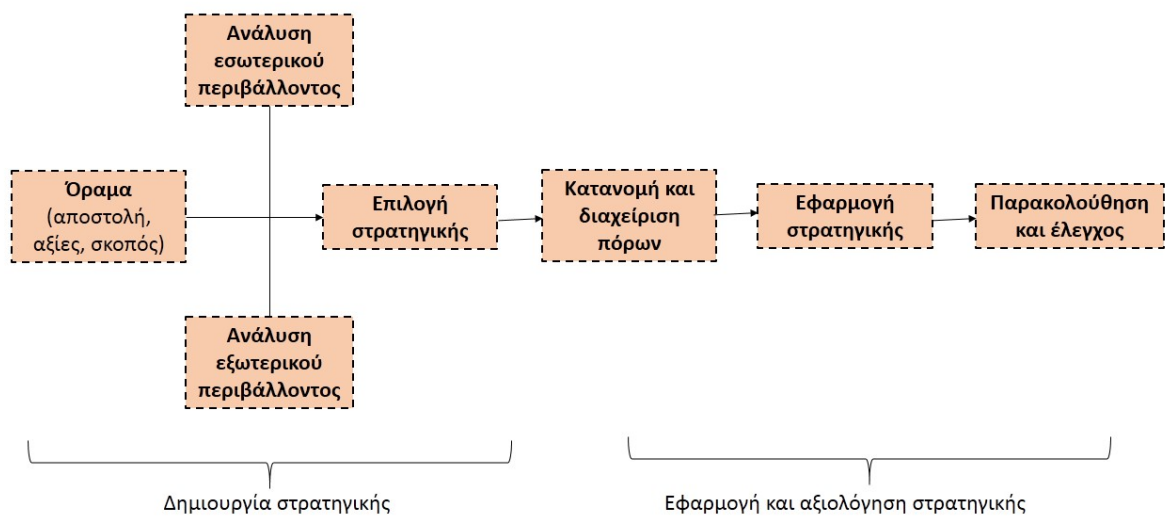 Ανάλυση
εσωτερικού
περιβάλλοντος
Όραμα
(αποστολή,
αξίες, σκοπός)
Επιλογή
στρατηγικής
Κατανομή και
διαχείριση
πόρων
Εφαρμογή
στρατηγικής
Παρακολούθηση
και έλεγχος
Ανάλυση
εξωτερικού
περιβάλλοντος
Δημιουργία στρατηγικής
Εφαρμογή και αξιολόγηση στρατηγικής